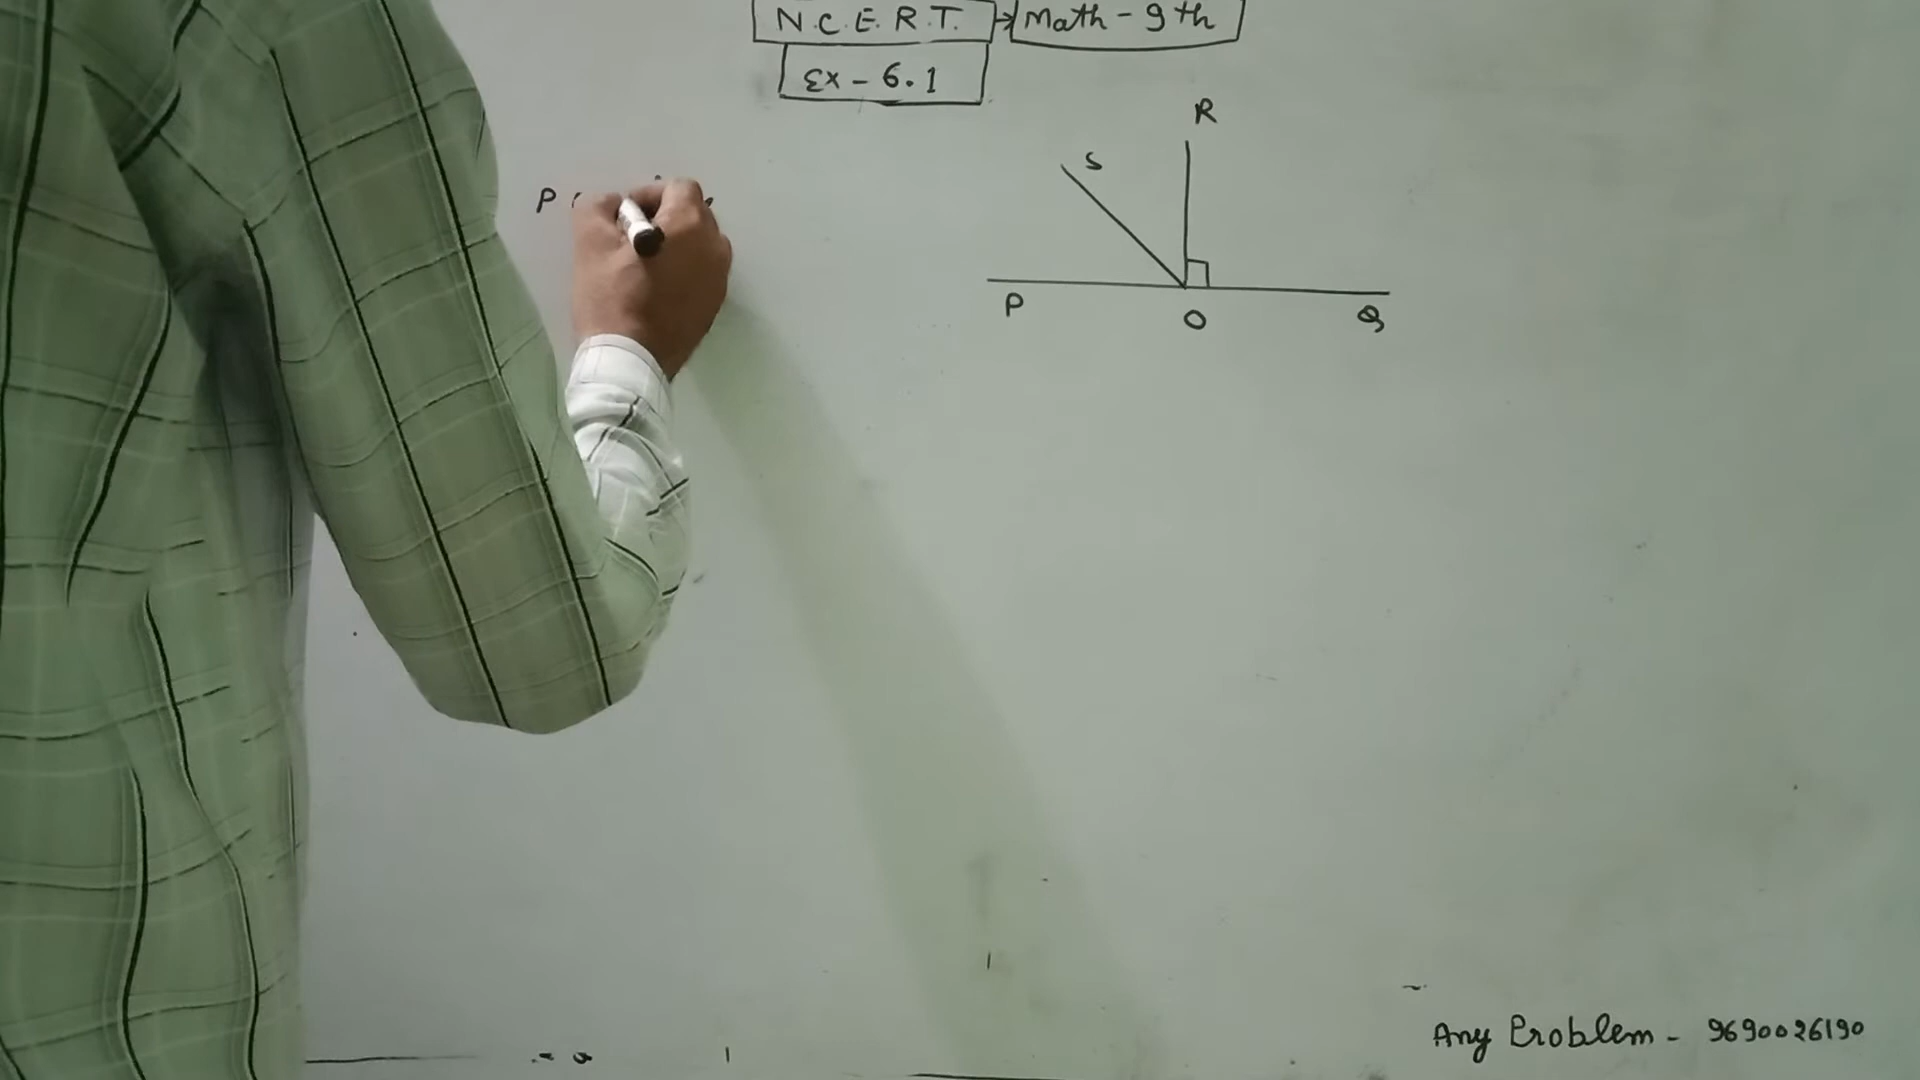 N.C.E.R.T. → Math - 9th
Ex - 6.1
R
S
P
P
O
Q
Any Problem - 9690026190